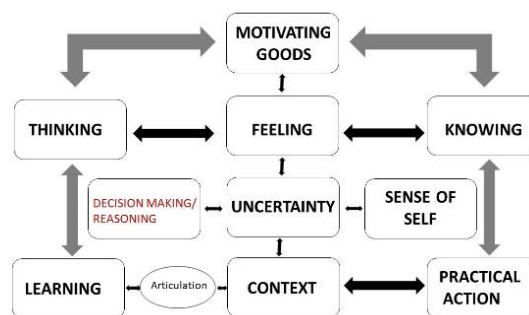 MOTIVATING
GOODS
THINKING
FEELING
KNOWING
DECISION MAKING/
REASONING
UNCERTAINTY
SENSE OF
SELF
LEARNING
Articulation
CONTEXT
PRACTICAL
ACTION